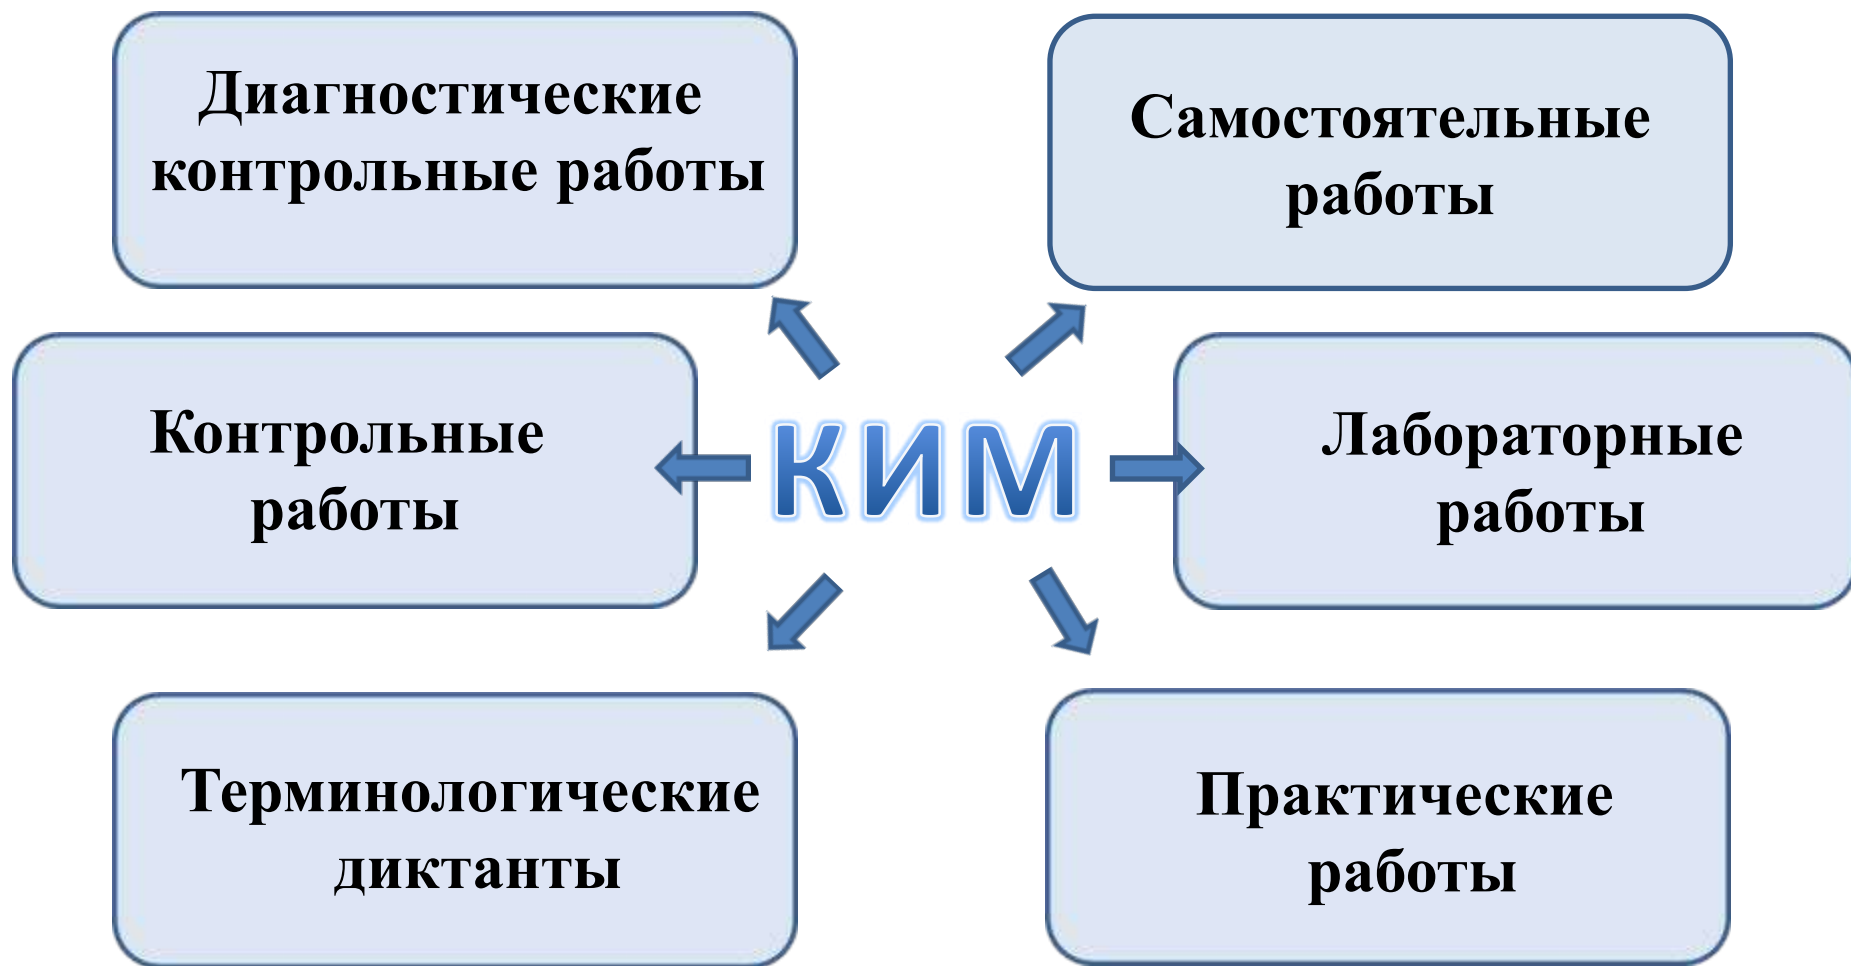 Диагностические
контрольные работы
Самостоятельные
работы
Контрольные
работы
КИМ
Лабораторные
работы
Терминологические
диктанты
Практические
работы